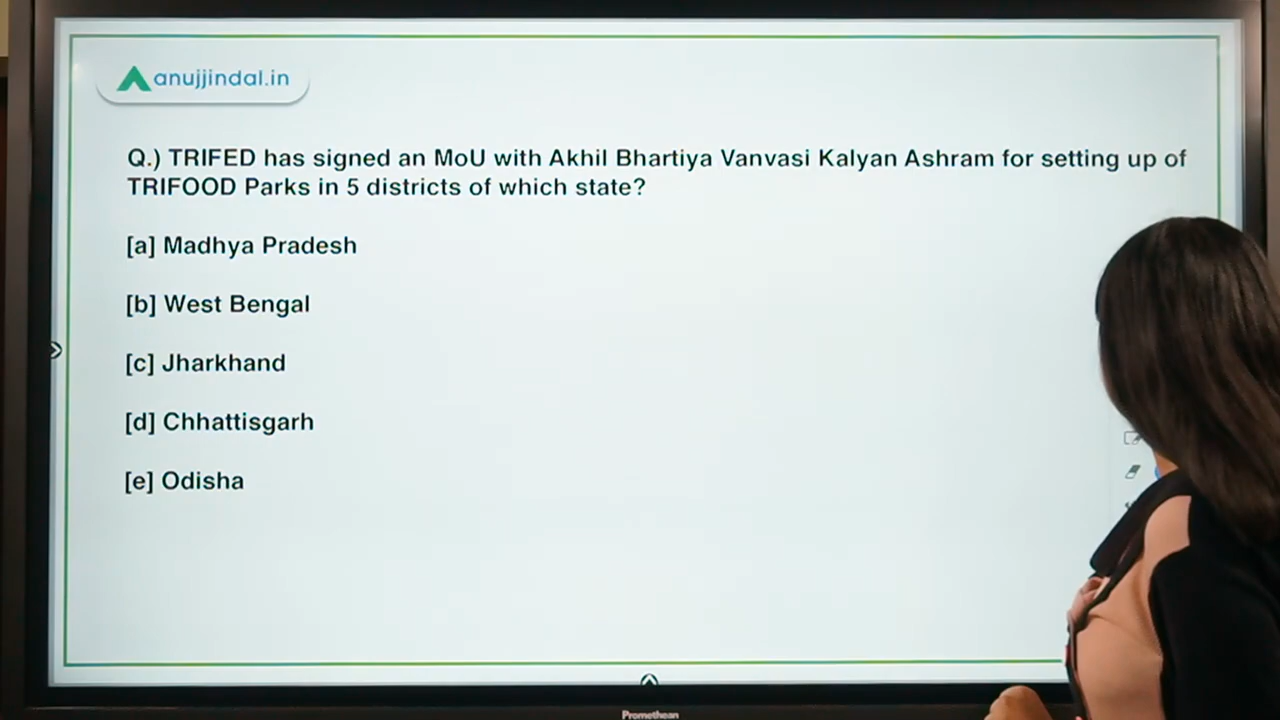 anujjindal.in
Q.) TRIFED has signed an MoU with Akhil Bhartiya Vanvasi Kalyan Ashram for setting up of
TRIFOOD Parks in 5 districts of which state?
[a] Madhya Pradesh
[b] West Bengal
[c] Jharkhand
[d] Chhattisgarh
[e] Odisha
Promethean